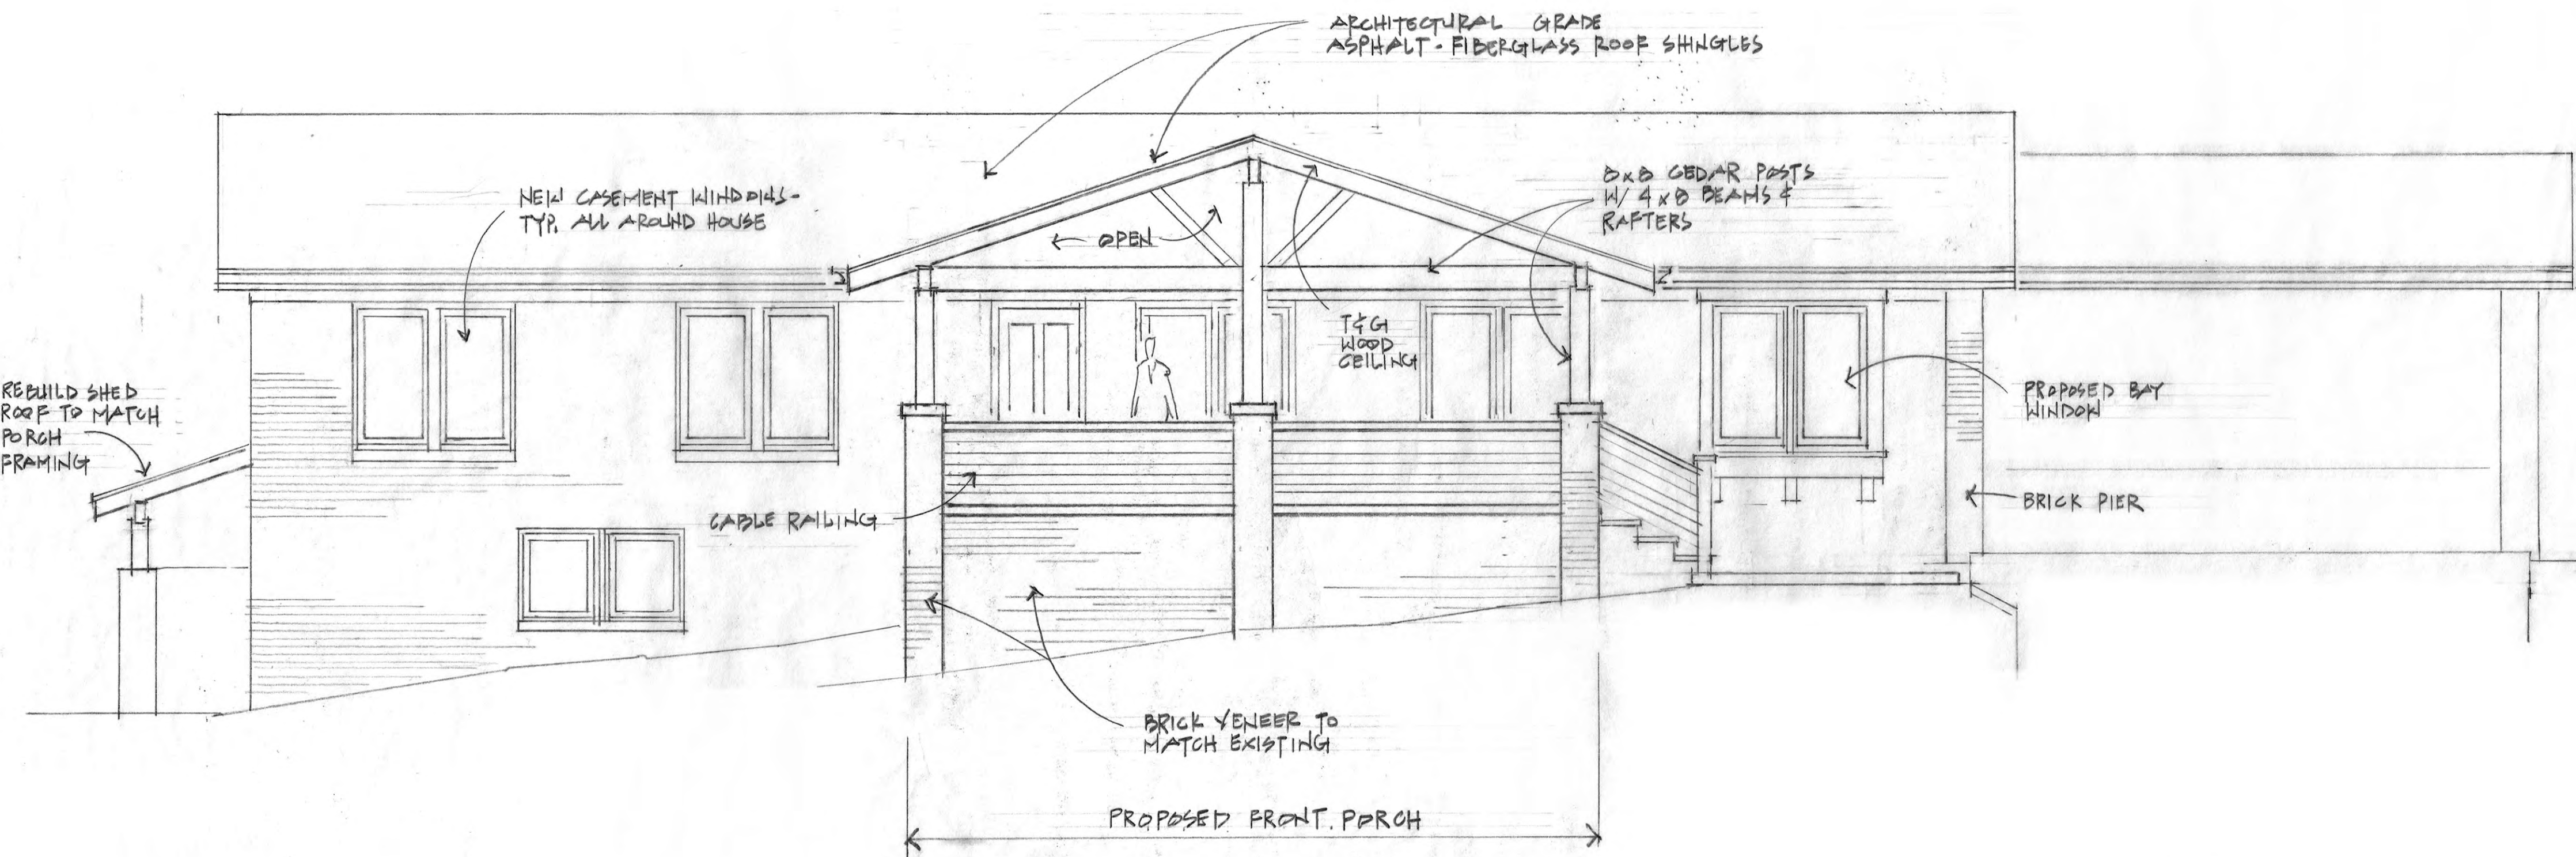 ARCHITECTURAL GRADE
ASPHALT-FIBERGLASS ROOF SHINGLES
NEW CASEMENT WINDOWS-
TYP. ALL AROUND HOUSE
8x8 CEDAR POSTS
W/ 4x8 BEAMS &
RAFTERS
OPEN
T&G
WOOD
CEILING
REBUILD SHED
ROOF TO MATCH
PORCH
FRAMING
PROPOSED BAY
WINDOW
CABLE RAILING
BRICK PIER
BRICK VENEER TO
MATCH EXISTING
PROPOSED FRONT PORCH